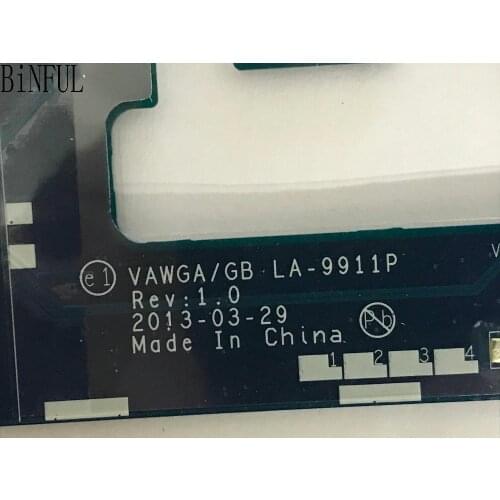 BiNFUL
e1 VAWGA/GB LA-9911P
Rev:1.0
2013-03-29 Pb
Made In China
1 2 3 4
V